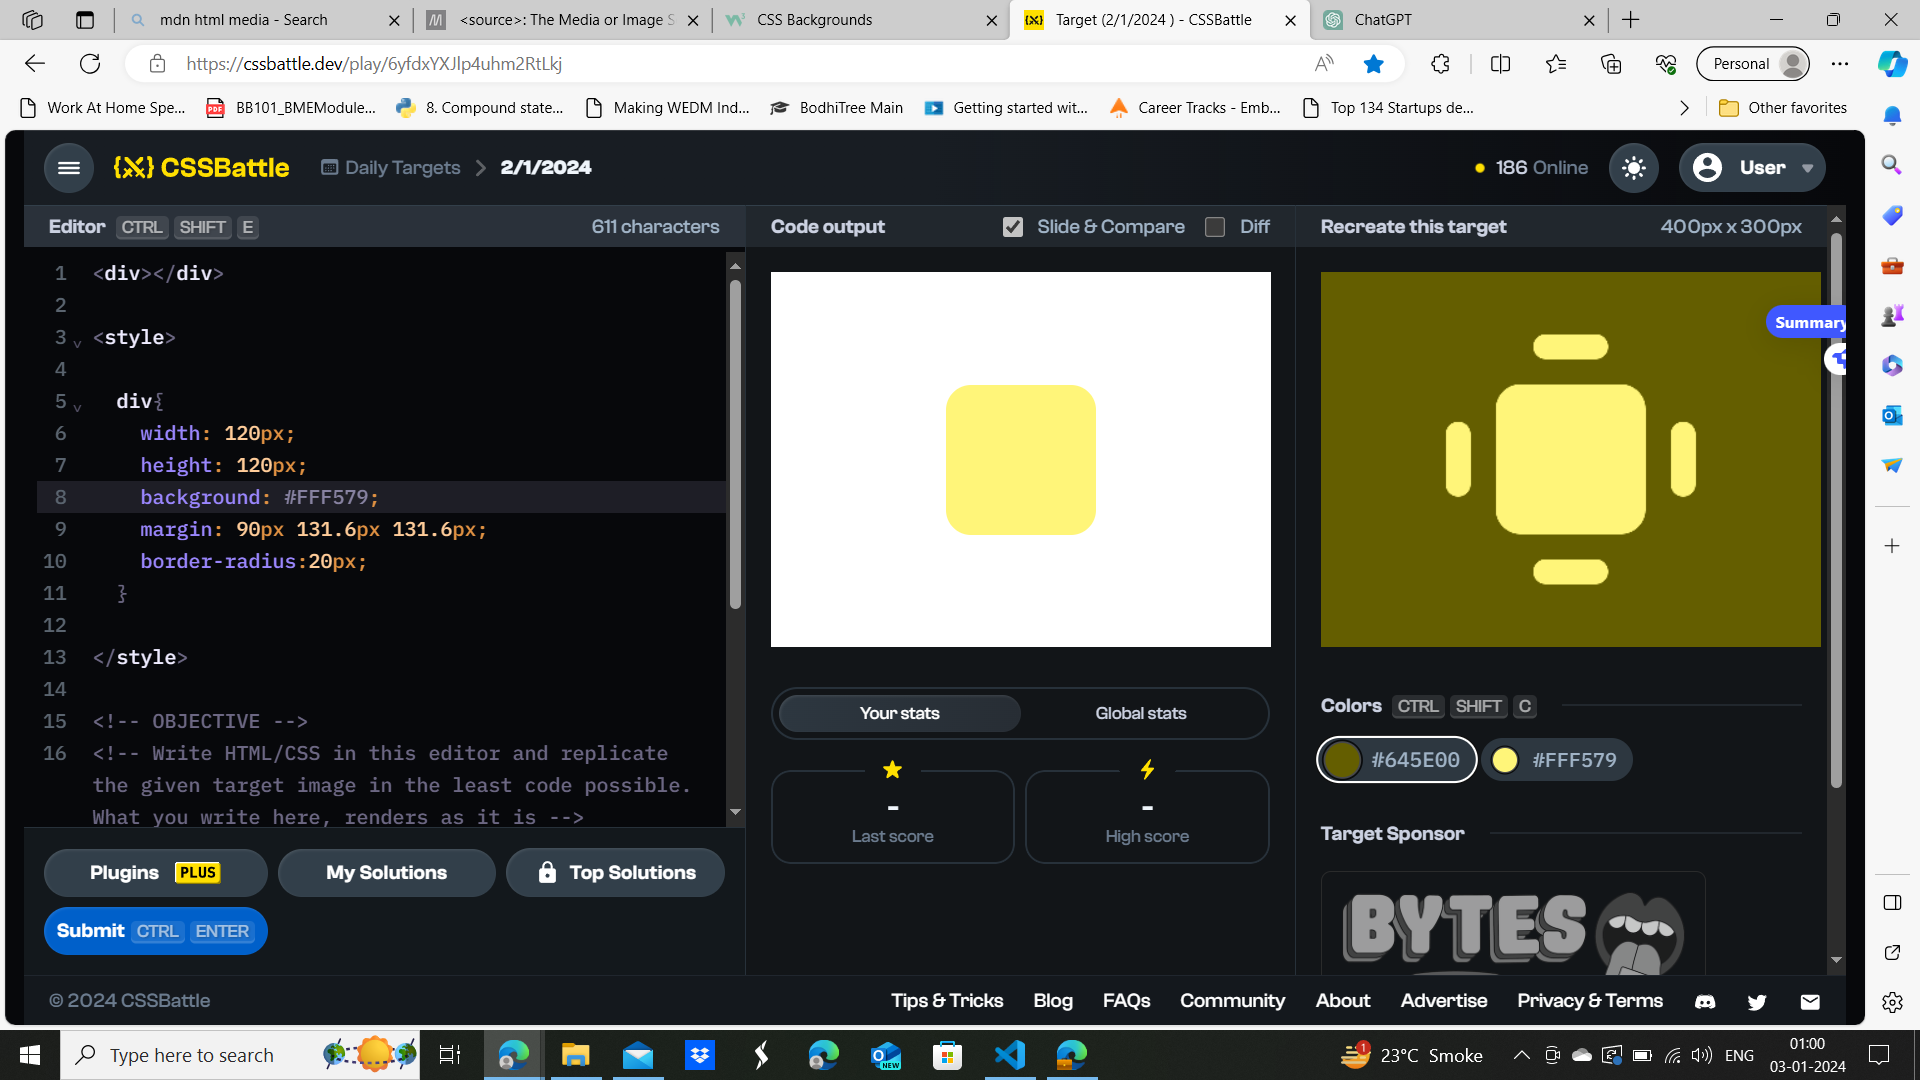 mdn html media - Search
<source>: The Media or Image S
CSS Backgrounds
Target (2/1/2024 ) - CSSBattle
ChatGPT
https://cssbattle.dev/play/6yfdxYXJlp4uhm2RtLkj
Personal
Work At Home Spe...
BB101_BMEModule...
8. Compound state...
Making WEDM Ind...
BodhiTree Main
Getting started wit...
Career Tracks - Emb...
Top 134 Startups de...
Other favorites
{X} CSSBattle
Daily Targets > 2/1/2024
186 Online
User
Editor CTRL SHIFT E
611 characters
Code output
Slide & Compare
Diff
Recreate this target
400px x 300px
1 <div></div>
2
3 <style>
4
5 div{
6 width: 120px;
7 height: 120px;
8 background: #FFF579;
9 margin: 90px 131.6px 131.6px;
10 border-radius:20px;
11 }
12
13 </style>
14
15 <!-- OBJECTIVE -->
16 <!-- Write HTML/CSS in this editor and replicate
the given target image in the least code possible.
What you write here, renders as it is -->
Summary
Your stats
Global stats
-
Last score
-
High score
Colors CTRL SHIFT C
#645E00
#FFF579
Target Sponsor
BYTES
Plugins PLUS
My Solutions
Top Solutions
Submit CTRL ENTER
© 2024 CSSBattle
Tips & Tricks
Blog
FAQs
Community
About
Advertise
Privacy & Terms
Type here to search
NEW
1
23°C Smoke
ENG
01:00
03-01-2024